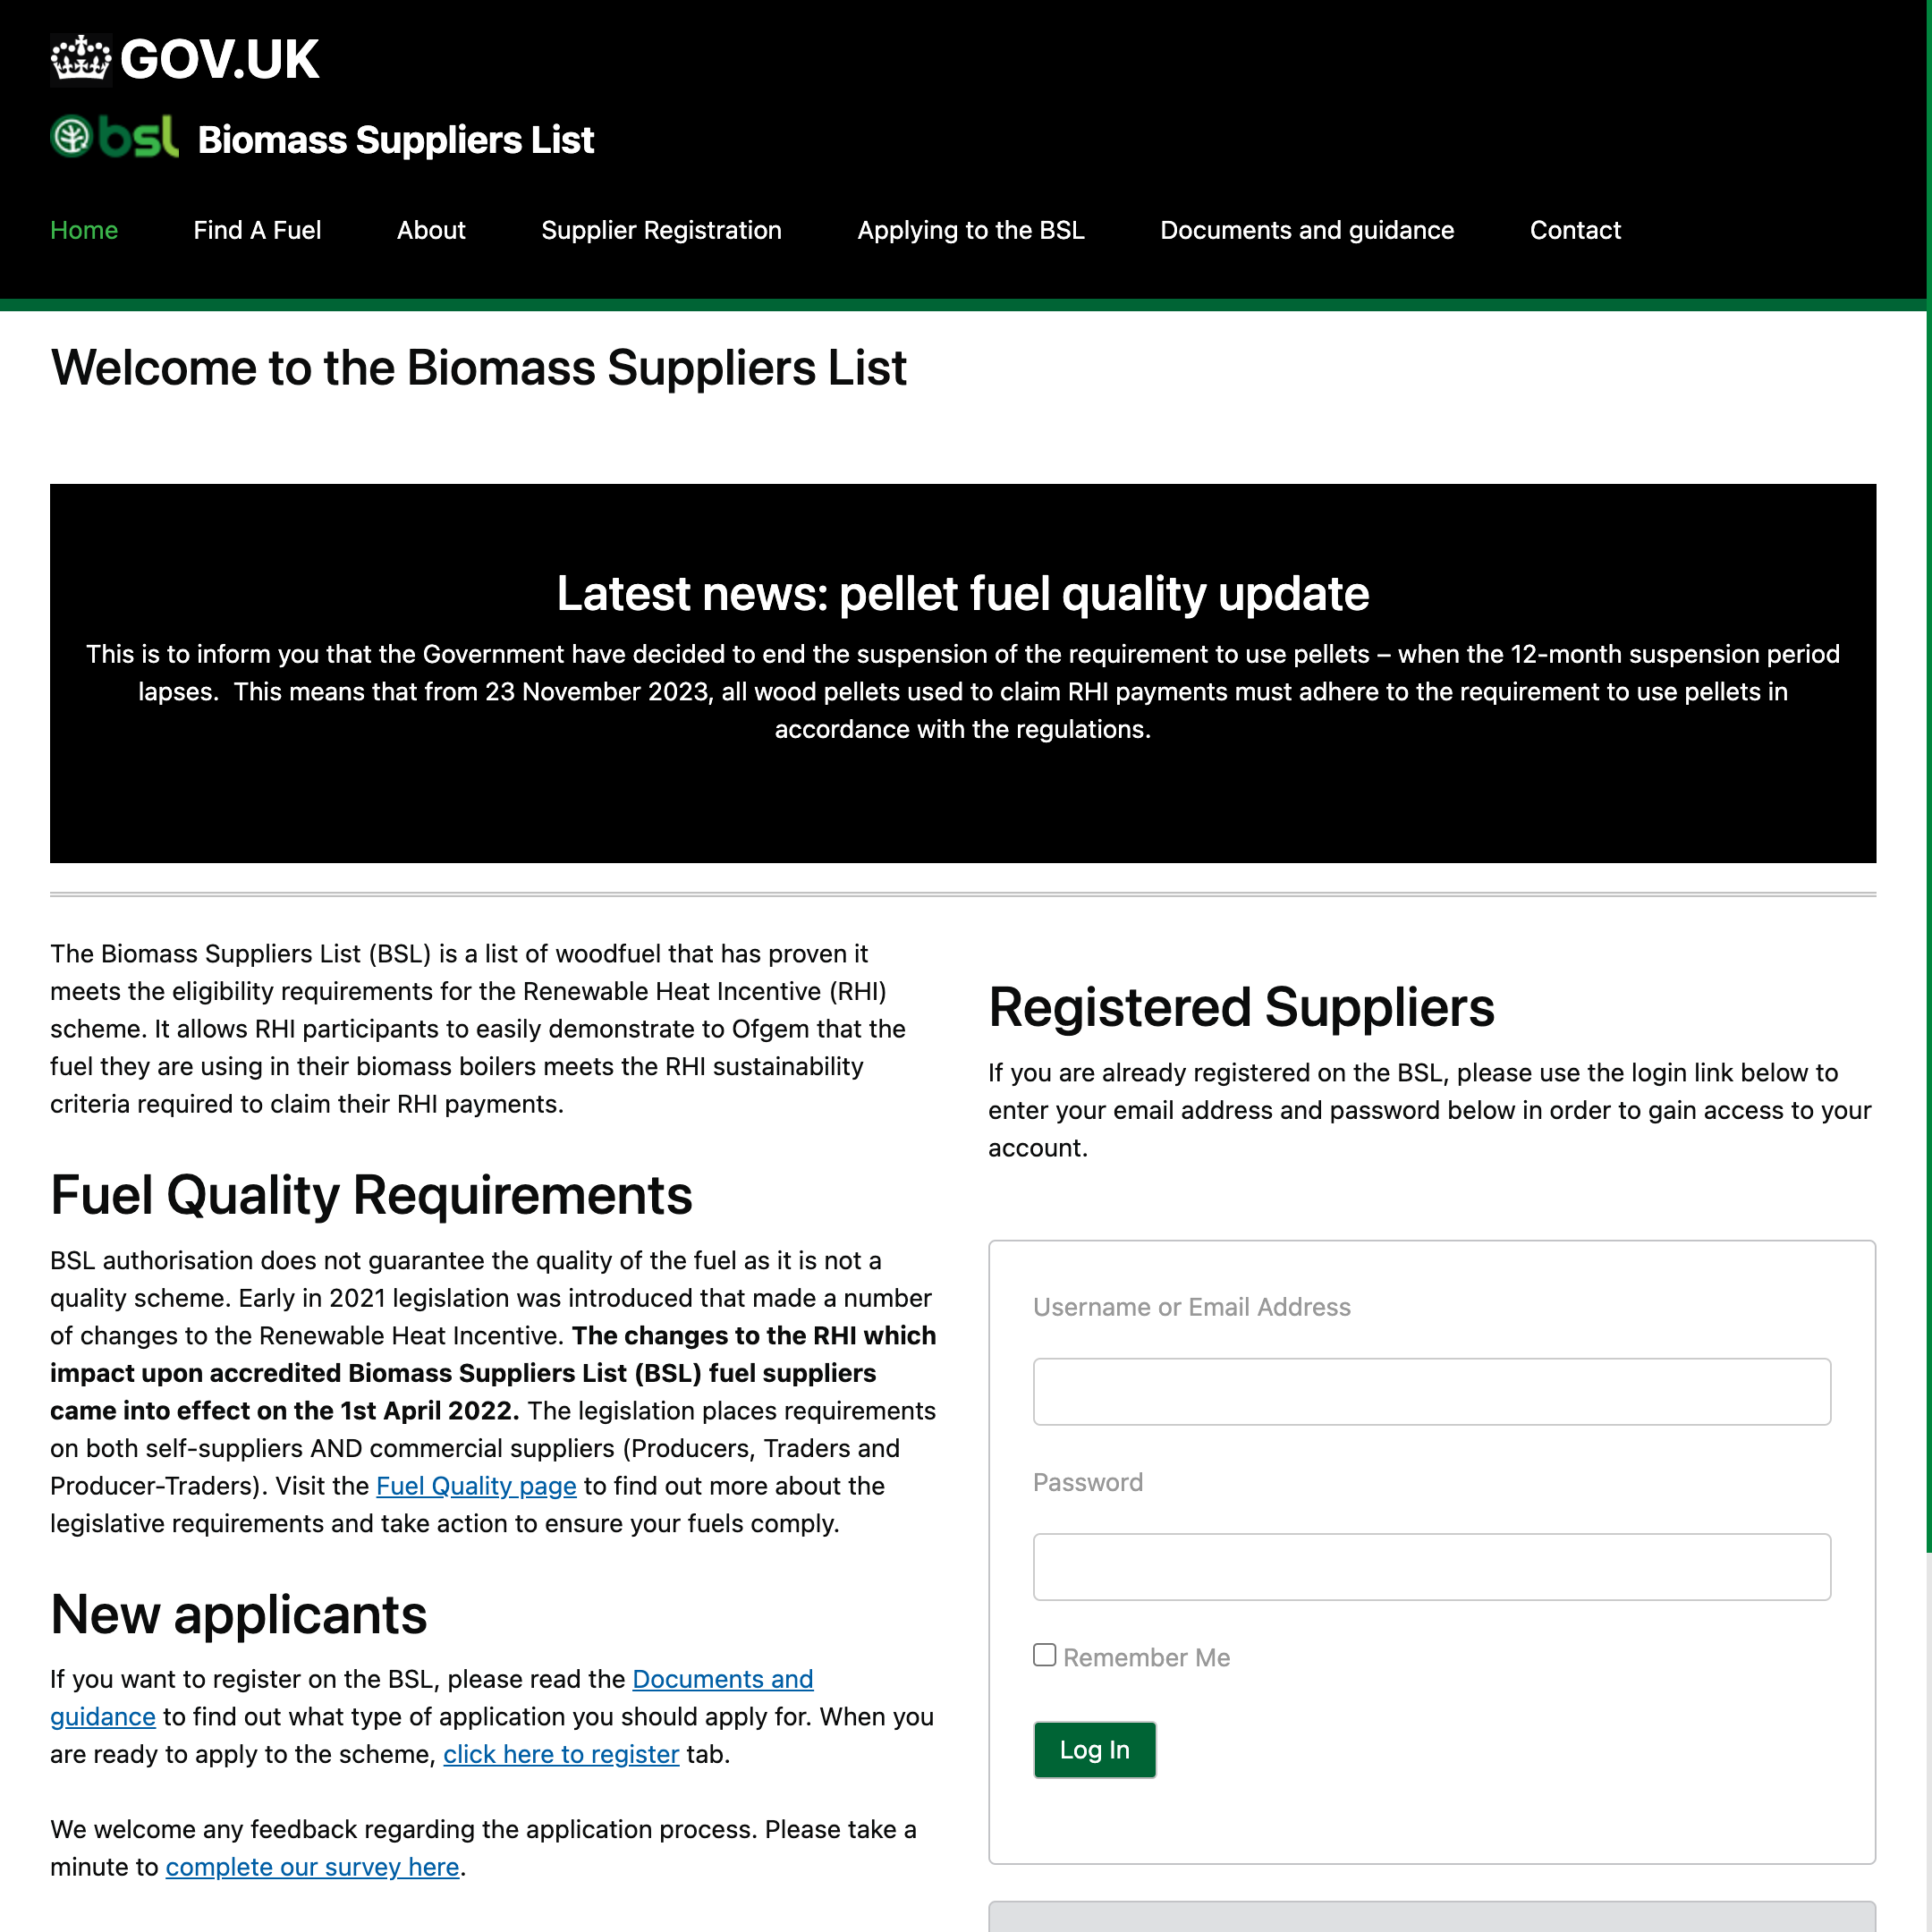 GOV.UK
bsl Biomass Suppliers List
Home Find A Fuel About Supplier Registration Applying to the BSL Documents and guidance Contact
Welcome to the Biomass Suppliers List
Latest news: pellet fuel quality update
This is to inform you that the Government have decided to end the suspension of the requirement to use pellets – when the 12-month suspension period
lapses.  This means that from 23 November 2023, all wood pellets used to claim RHI payments must adhere to the requirement to use pellets in
accordance with the regulations.
The Biomass Suppliers List (BSL) is a list of woodfuel that has proven it
meets the eligibility requirements for the Renewable Heat Incentive (RHI)
scheme. It allows RHI participants to easily demonstrate to Ofgem that the
fuel they are using in their biomass boilers meets the RHI sustainability
criteria required to claim their RHI payments.
Fuel Quality Requirements
BSL authorisation does not guarantee the quality of the fuel as it is not a
quality scheme. Early in 2021 legislation was introduced that made a number
of changes to the Renewable Heat Incentive. The changes to the RHI which
impact upon accredited Biomass Suppliers List (BSL) fuel suppliers
came into effect on the 1st April 2022. The legislation places requirements
on both self-suppliers AND commercial suppliers (Producers, Traders and
Producer-Traders). Visit the Fuel Quality page to find out more about the
legislative requirements and take action to ensure your fuels comply.
New applicants
If you want to register on the BSL, please read the Documents and
guidance to find out what type of application you should apply for. When you
are ready to apply to the scheme, click here to register tab.
We welcome any feedback regarding the application process. Please take a
minute to complete our survey here.
Registered Suppliers
If you are already registered on the BSL, please use the login link below to
enter your email address and password below in order to gain access to your
account.
Username or Email Address
Password
Remember Me
Log In